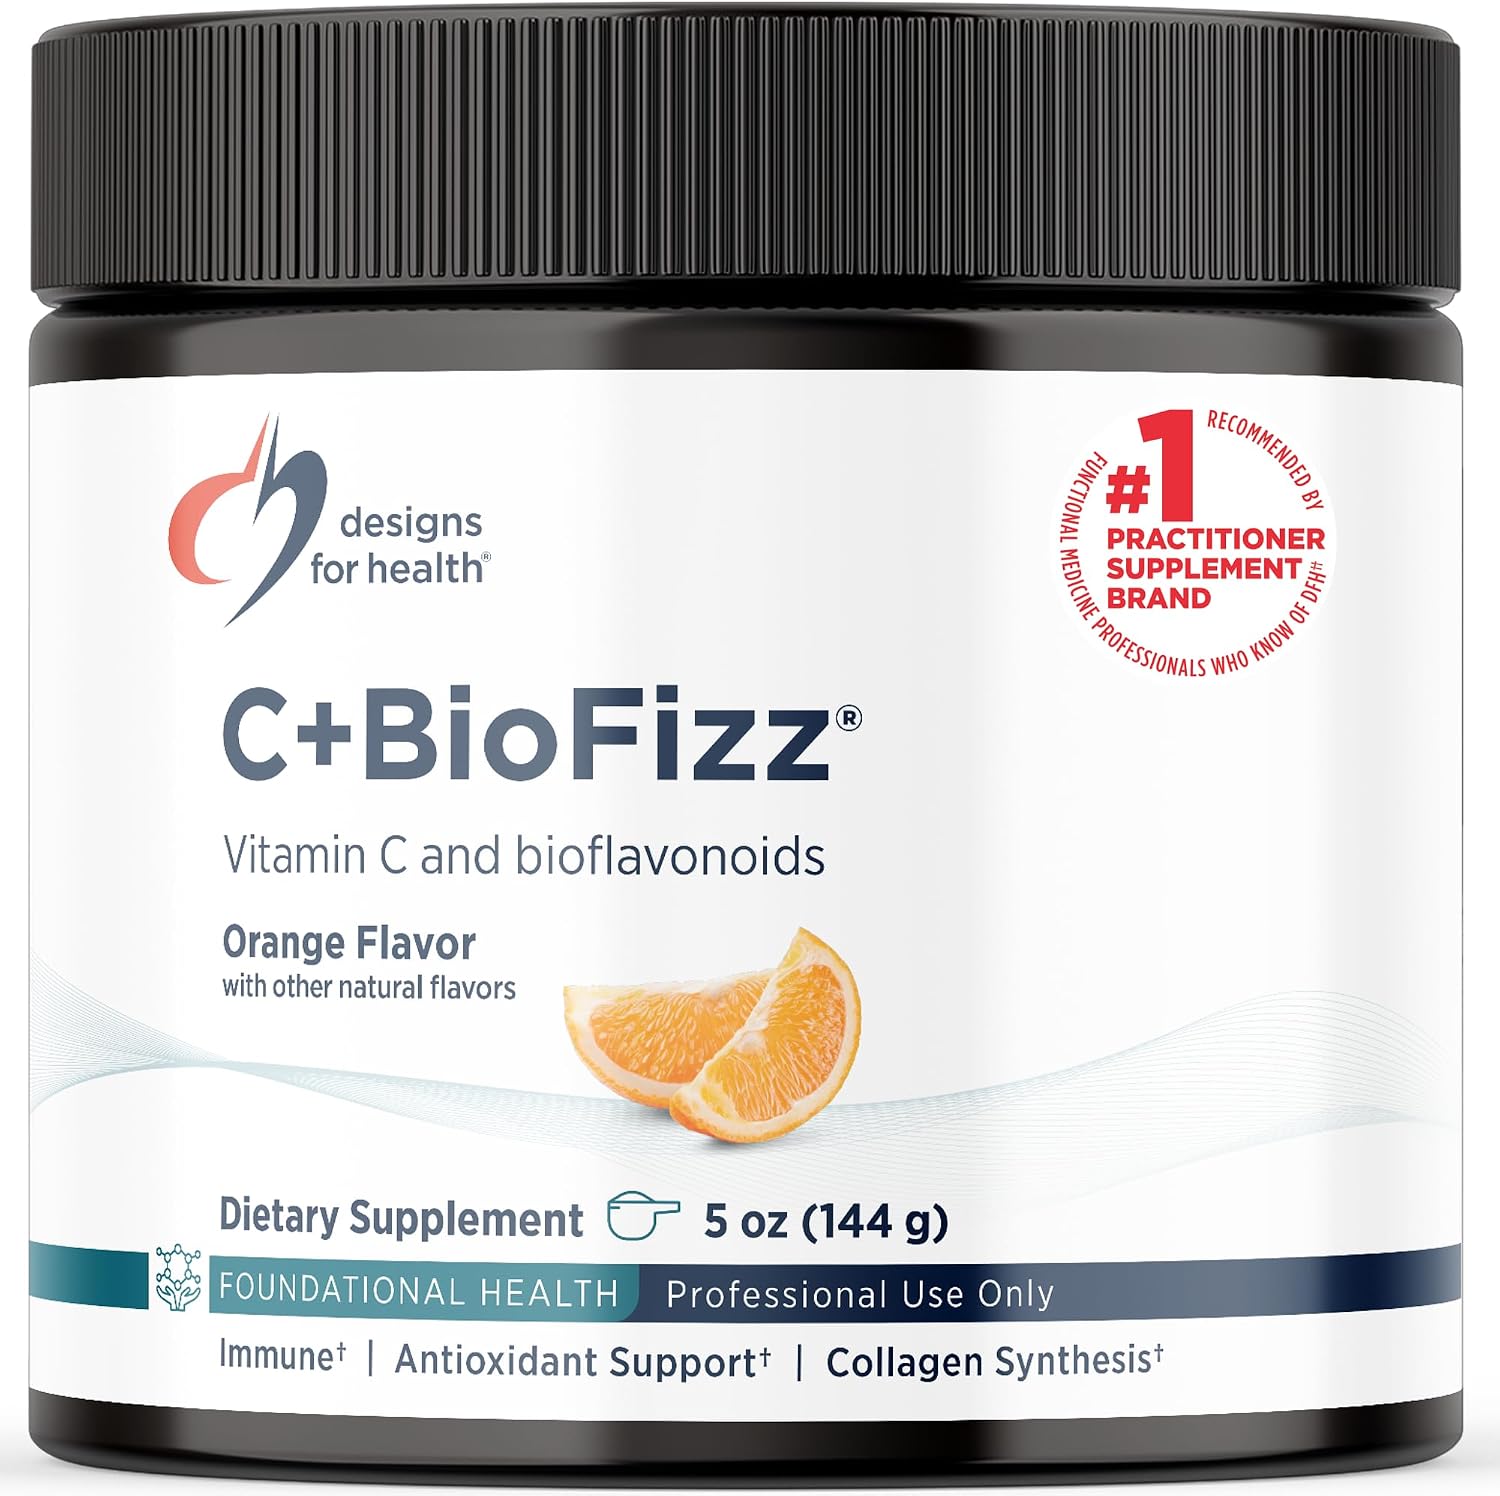 designs
for health®
#1
PRACTITIONER
SUPPLEMENT
BRAND
RECOMMENDED BY
FUNCTIONAL MEDICINE PROFESSIONALS WHO KNOW OF DFH‡‡
C+BioFizz®
Vitamin C and bioflavonoids
Orange Flavor
with other natural flavors
Dietary Supplement 5 oz (144 g)
FOUNDATIONAL HEALTH Professional Use Only
Immune† | Antioxidant Support† | Collagen Synthesis†